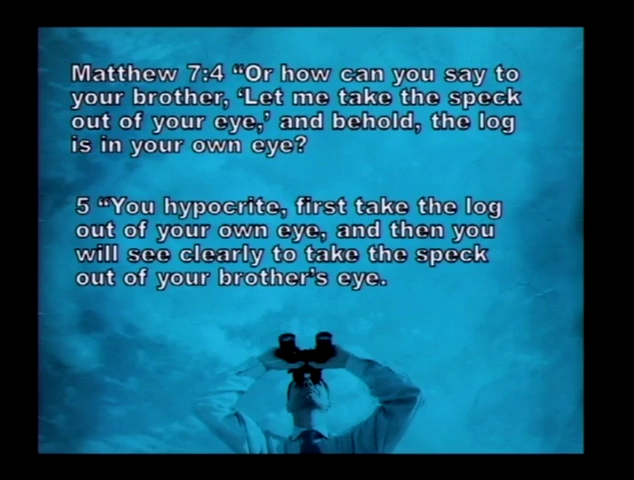 Matthew 7:4 “Or how can you say to
your brother, ‘Let me take the speck
out of your eye,’ and behold, the log
is in your own eye?
5 “You hypocrite, first take the log
out of your own eye, and then you
will see clearly to take the speck
out of your brother’s eye.